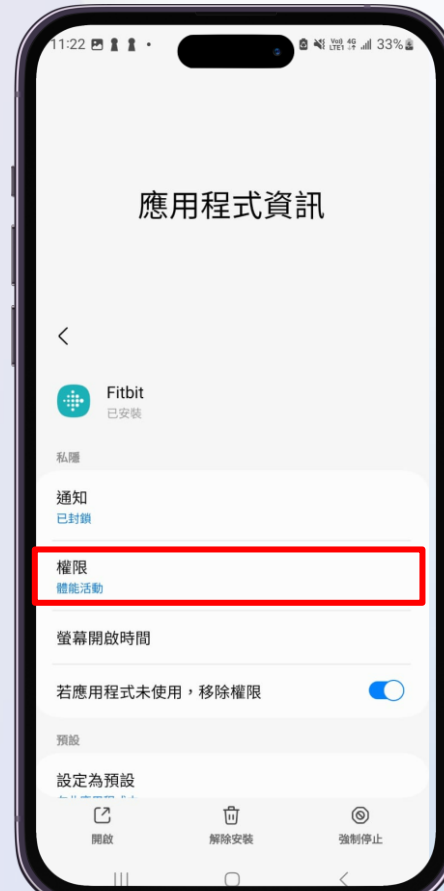 11:22
Vo9 4G 33%
LTE1
應用程式資訊
Fitbit
已安裝
私隱
通知
已封鎖
權限
體能活動
螢幕開啟時間
若應用程式未使用，移除權限
預設
設定為預設
開啟
解除安裝
強制停止